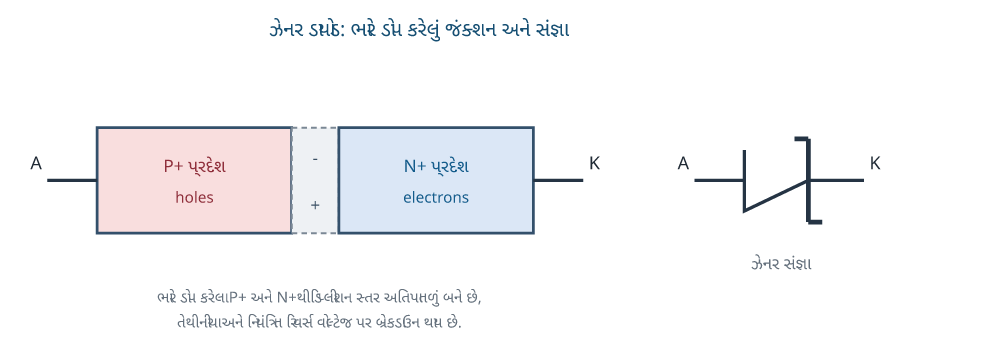 ઝેનર ડાયોડ: ભારે ડોપ કરેલું જંક્શન અને સંજ્ઞા
A
P+ પ્રદેશ
holes
-
+
N+ પ્રદેશ
electrons
K
A
K
ઝેનર સંજ્ઞા
ભારે ડોપ કરેલા P+ અને N+થી ડિપ્લીશન સ્તર અતિ પાતળું બને છે,
તેથી નીચા અને નિયંત્રિત રિવર્સ વોલ્ટેજ પર બ્રેકડાઉન થાય છે.